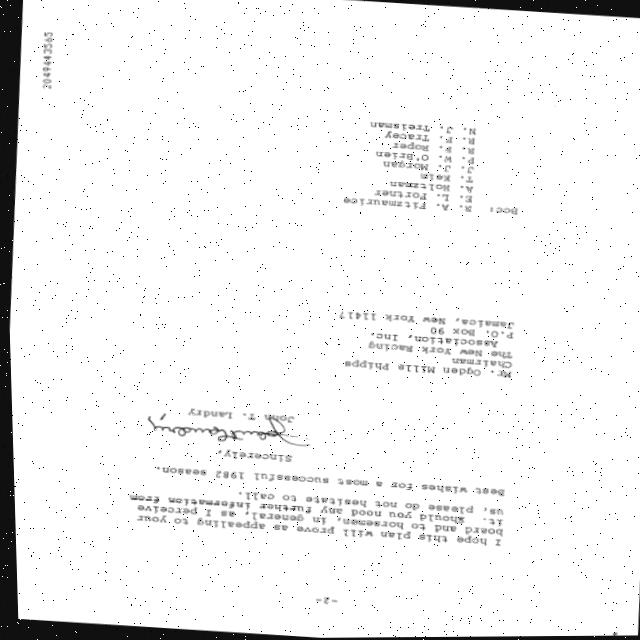 -2-
I hope this plan will prove as appealing to your
board and to horsemen, in general, as I perceive
it. Should you need any further information from
us, please do not hesitate to call.
Best wishes for a most successful 1982 season.
Sincerely,
John T. Landry
Mr. Ogden Mills Phipps
Chairman
The New York Racing
Association, Inc.
P.O. Box 90
Jamaica, New York 11417
Bcc: R. A. Fitzmaurice
E. L. Fortner
A. Holtzman
T. Keim
J. J. Morgan
P. W. O'Brien
R. F. Roper
R. F. Tracey
N. J. Treisman
2049643565